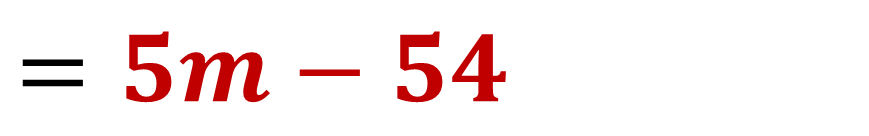 = 5m − 54